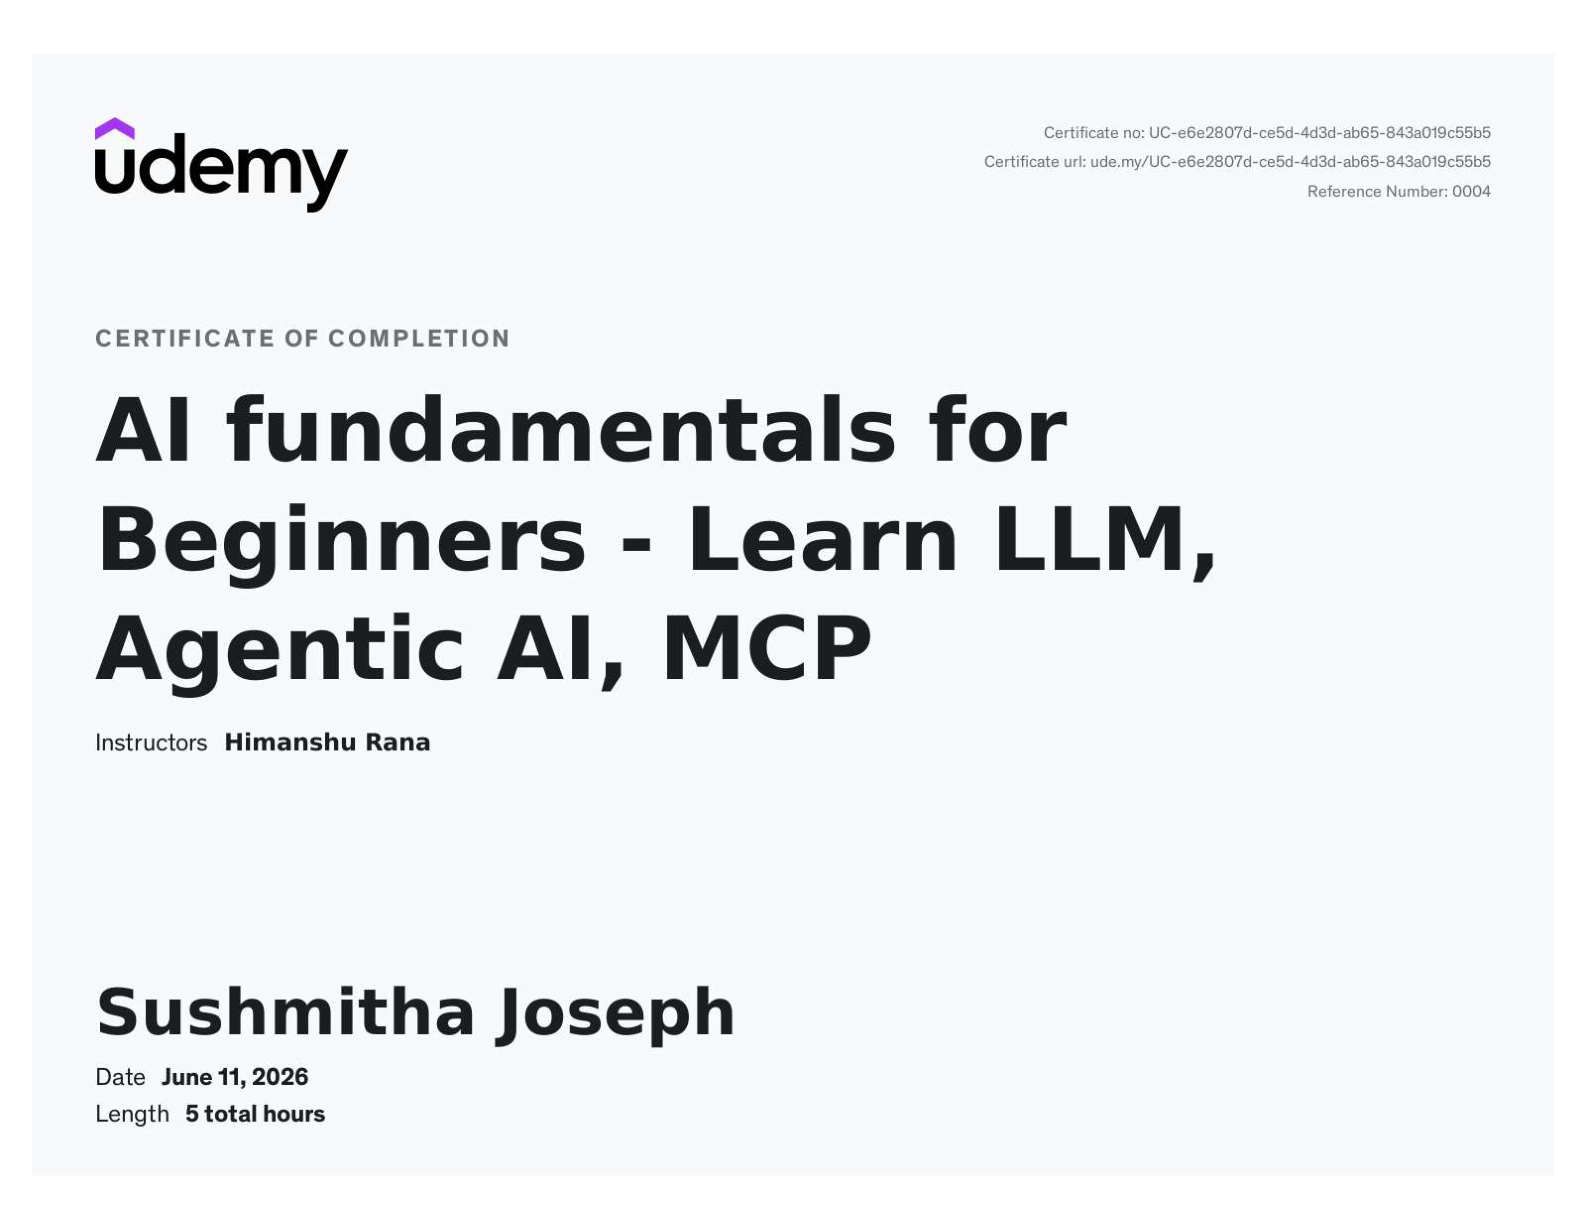 udemy
Certificate no: UC-e6e2807d-ce5d-4d3d-ab65-843a019c55b5
Certificate url: ude.my/UC-e6e2807d-ce5d-4d3d-ab65-843a019c55b5
Reference Number: 0004
CERTIFICATE OF COMPLETION
AI fundamentals for
Beginners - Learn LLM,
Agentic AI, MCP
Instructors Himanshu Rana
Sushmitha Joseph
Date June 11, 2026
Length 5 total hours